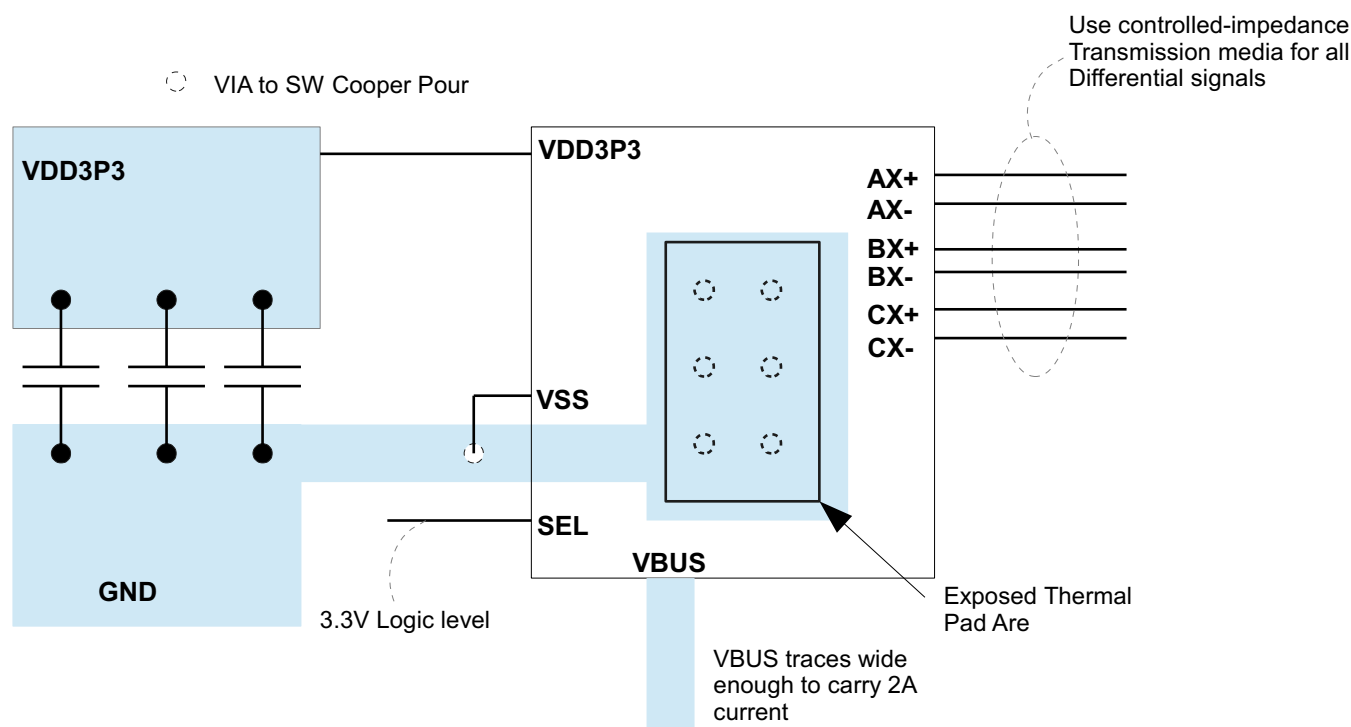 Use controlled-impedance
Transmission media for all
Differential signals
VIA to SW Cooper Pour
VDD3P3
VDD3P3
AX+
AX-
BX+
BX-
CX+
CX-
VSS
SEL
VBUS
GND
3.3V Logic level
Exposed Thermal
Pad Are
VBUS traces wide
enough to carry 2A
current